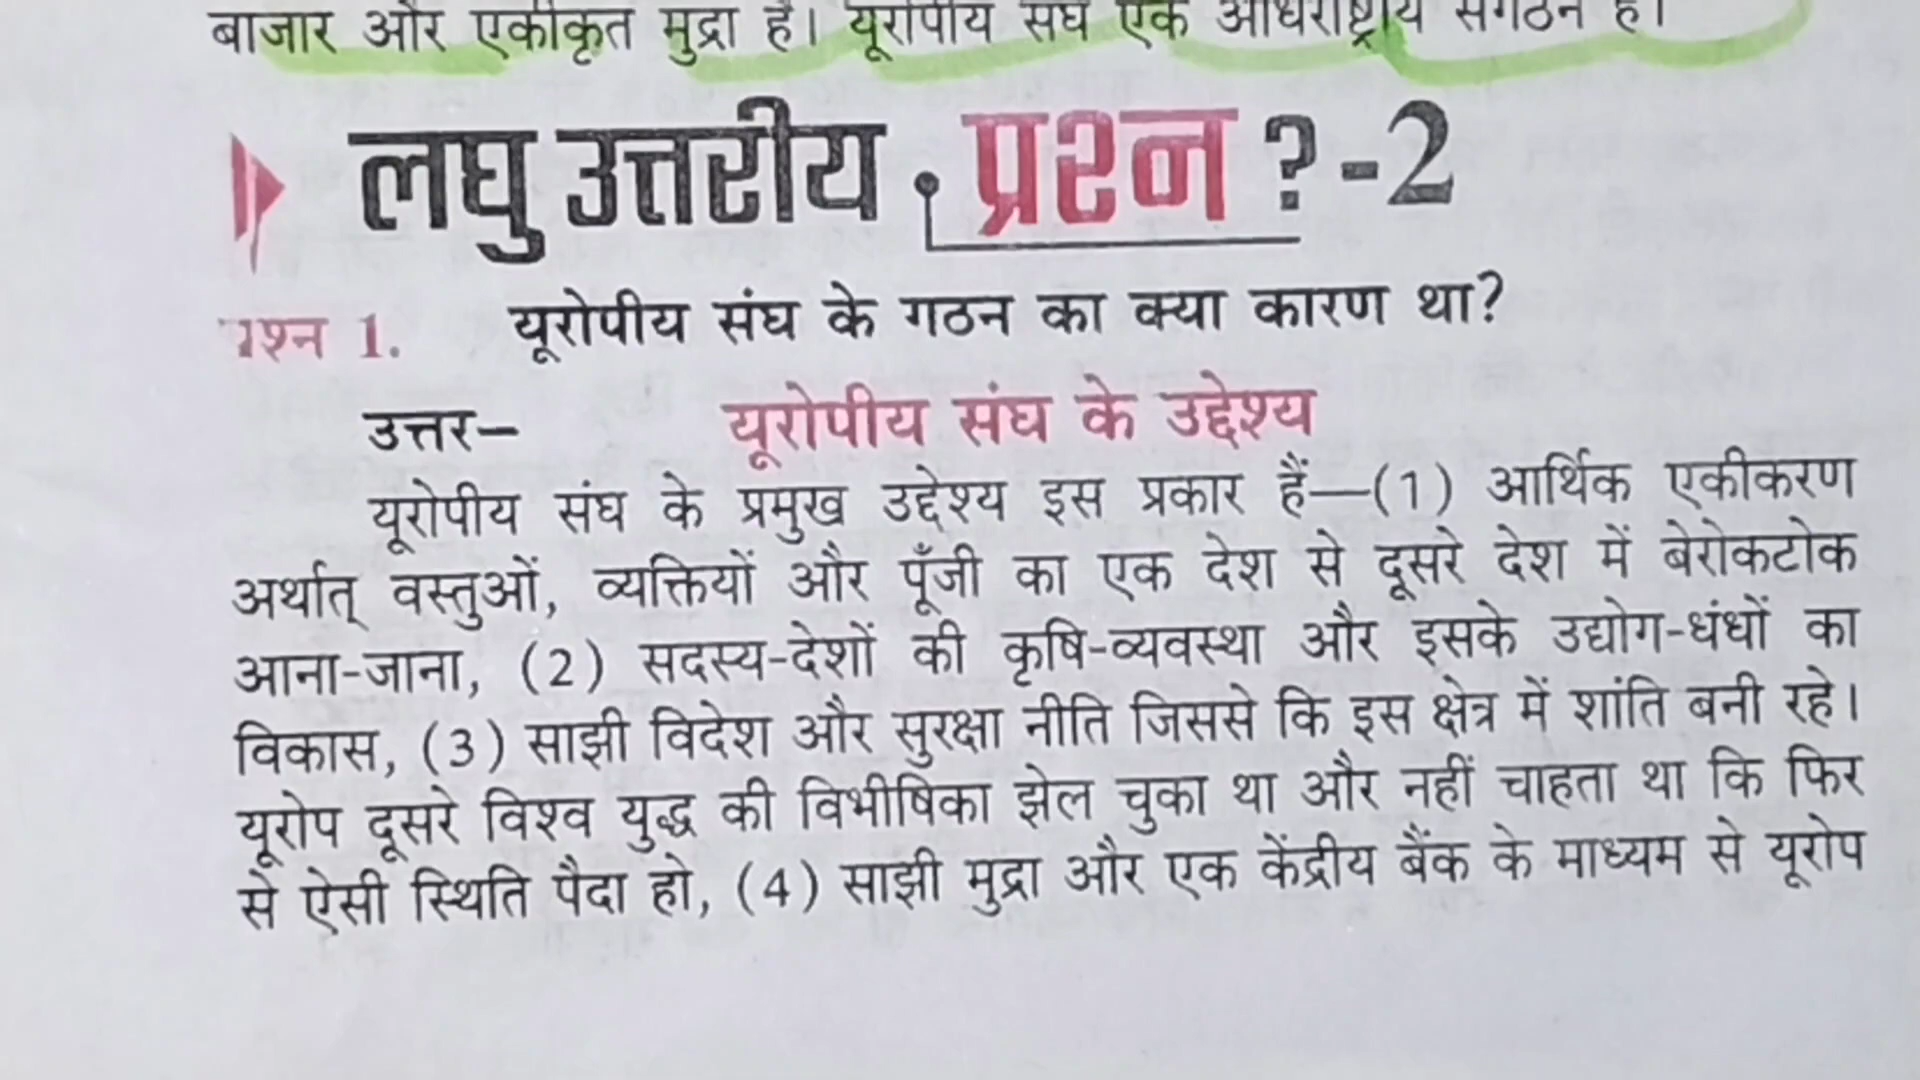 बाजार और एकीकृत मुद्रा है। यूरोपीय संघ एक अधिराष्ट्रीय संगठन है।
लघु उत्तरीय प्रश्न ?-2
प्रश्न 1. यूरोपीय संघ के गठन का क्या कारण था?
उत्तर– यूरोपीय संघ के उद्देश्य
यूरोपीय संघ के प्रमुख उद्देश्य इस प्रकार हैं—(1) आर्थिक एकीकरण
अर्थात् वस्तुओं, व्यक्तियों और पूँजी का एक देश से दूसरे देश में बेरोकटोक
आना-जाना, (2) सदस्य-देशों की कृषि-व्यवस्था और इसके उद्योग-धंधों का
विकास, (3) साझी विदेश और सुरक्षा नीति जिससे कि इस क्षेत्र में शांति बनी रहे।
यूरोप दूसरे विश्व युद्ध की विभीषिका झेल चुका था और नहीं चाहता था कि फिर
से ऐसी स्थिति पैदा हो, (4) साझी मुद्रा और एक केंद्रीय बैंक के माध्यम से यूरोप